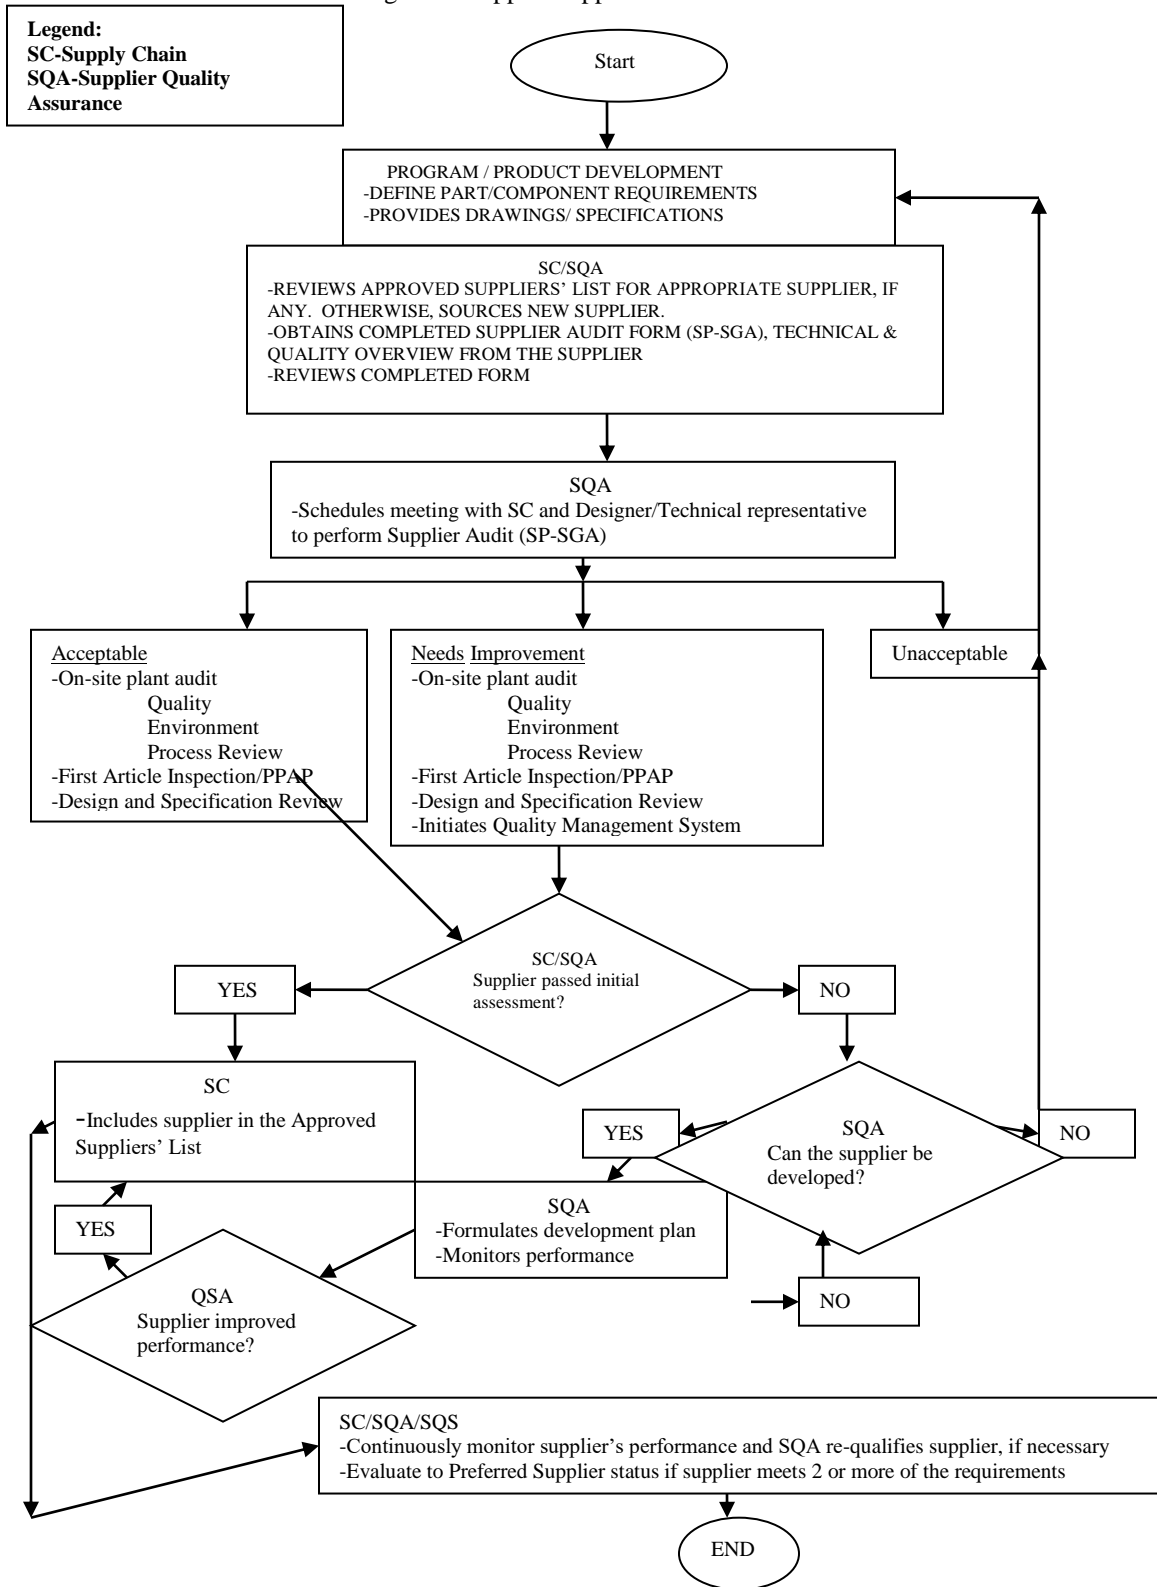 Legend:
SC-Supply Chain
SQA-Supplier Quality
Assurance
Start
PROGRAM / PRODUCT DEVELOPMENT
-DEFINE PART/COMPONENT REQUIREMENTS
-PROVIDES DRAWINGS/ SPECIFICATIONS
SC/SQA
-REVIEWS APPROVED SUPPLIERS’ LIST FOR APPROPRIATE SUPPLIER, IF
ANY. OTHERWISE, SOURCES NEW SUPPLIER.
-OBTAINS COMPLETED SUPPLIER AUDIT FORM (SP-SGA), TECHNICAL &
QUALITY OVERVIEW FROM THE SUPPLIER
-REVIEWS COMPLETED FORM
SQA
-Schedules meeting with SC and Designer/Technical representative
to perform Supplier Audit (SP-SGA)
Acceptable
-On-site plant audit
Quality
Environment
Process Review
-First Article Inspection/PPAP
-Design and Specification Review
Needs Improvement
-On-site plant audit
Quality
Environment
Process Review
-First Article Inspection/PPAP
-Design and Specification Review
-Initiates Quality Management System
Unacceptable
SC/SQA
Supplier passed initial
assessment?
YES
NO
SC
-Includes supplier in the Approved
Suppliers’ List
YES
SQA
Can the supplier be
developed?
NO
YES
SQA
-Formulates development plan
-Monitors performance
QSA
Supplier improved
performance?
NO
SC/SQA/SQS
-Continuously monitor supplier’s performance and SQA re-qualifies supplier, if necessary
-Evaluate to Preferred Supplier status if supplier meets 2 or more of the requirements
END